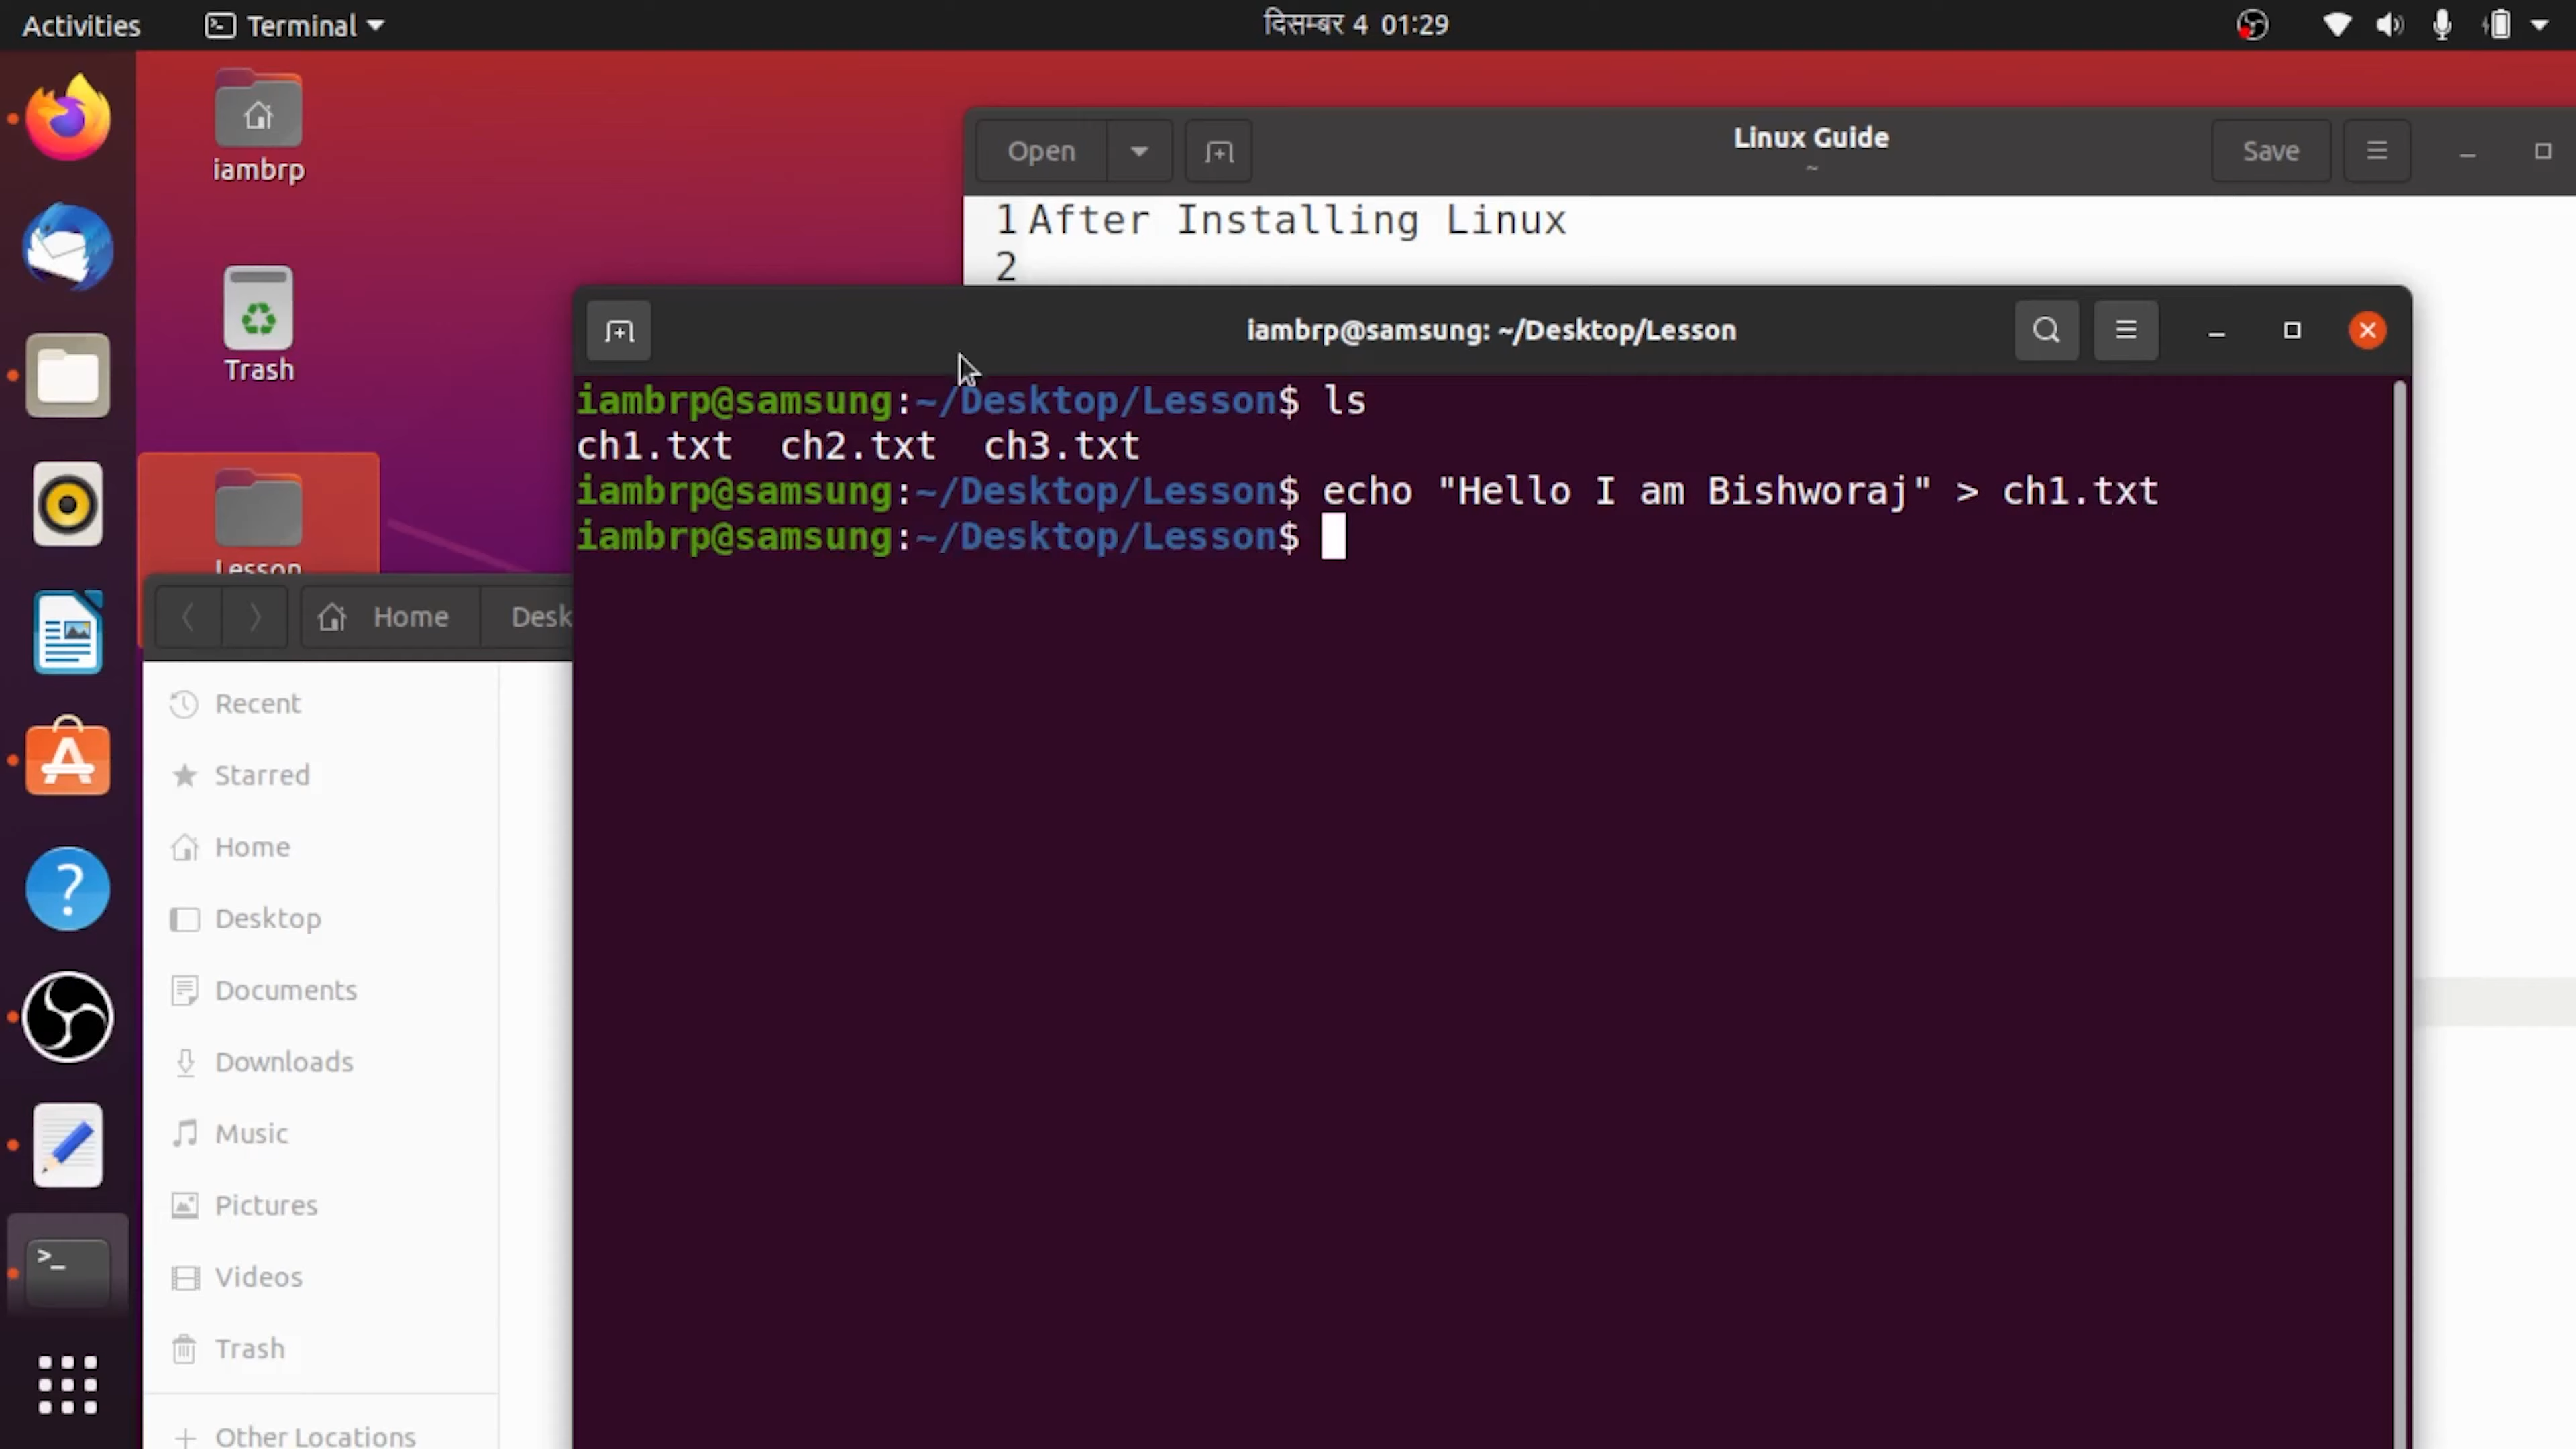 Activities
Terminal
दिसम्बर 4 01:29
iambrp
Trash
Lesson
Open
Linux Guide
~
Save
1 After Installing Linux
2
iambrp@samsung: ~/Desktop/Lesson
iambrp@samsung:~/Desktop/Lesson$ ls
ch1.txt ch2.txt ch3.txt
iambrp@samsung:~/Desktop/Lesson$ echo "Hello I am Bishworaj" > ch1.txt
iambrp@samsung:~/Desktop/Lesson$
Home
Desk
Recent
Starred
Home
Desktop
Documents
Downloads
Music
Pictures
Videos
Trash
Other Locations